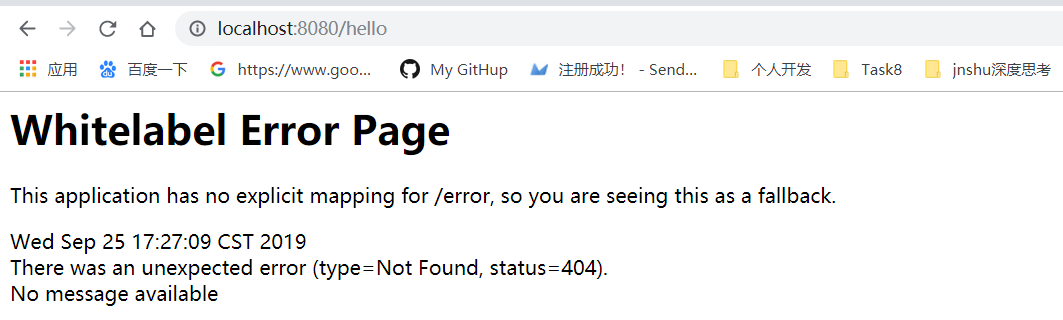 localhost:8080/hello
应用 百度一下 https://www.goo... My GitHup 注册成功！ - Send... 个人开发 Task8 jnshu深度思考
Whitelabel Error Page
This application has no explicit mapping for /error, so you are seeing this as a fallback.
Wed Sep 25 17:27:09 CST 2019
There was an unexpected error (type=Not Found, status=404).
No message available